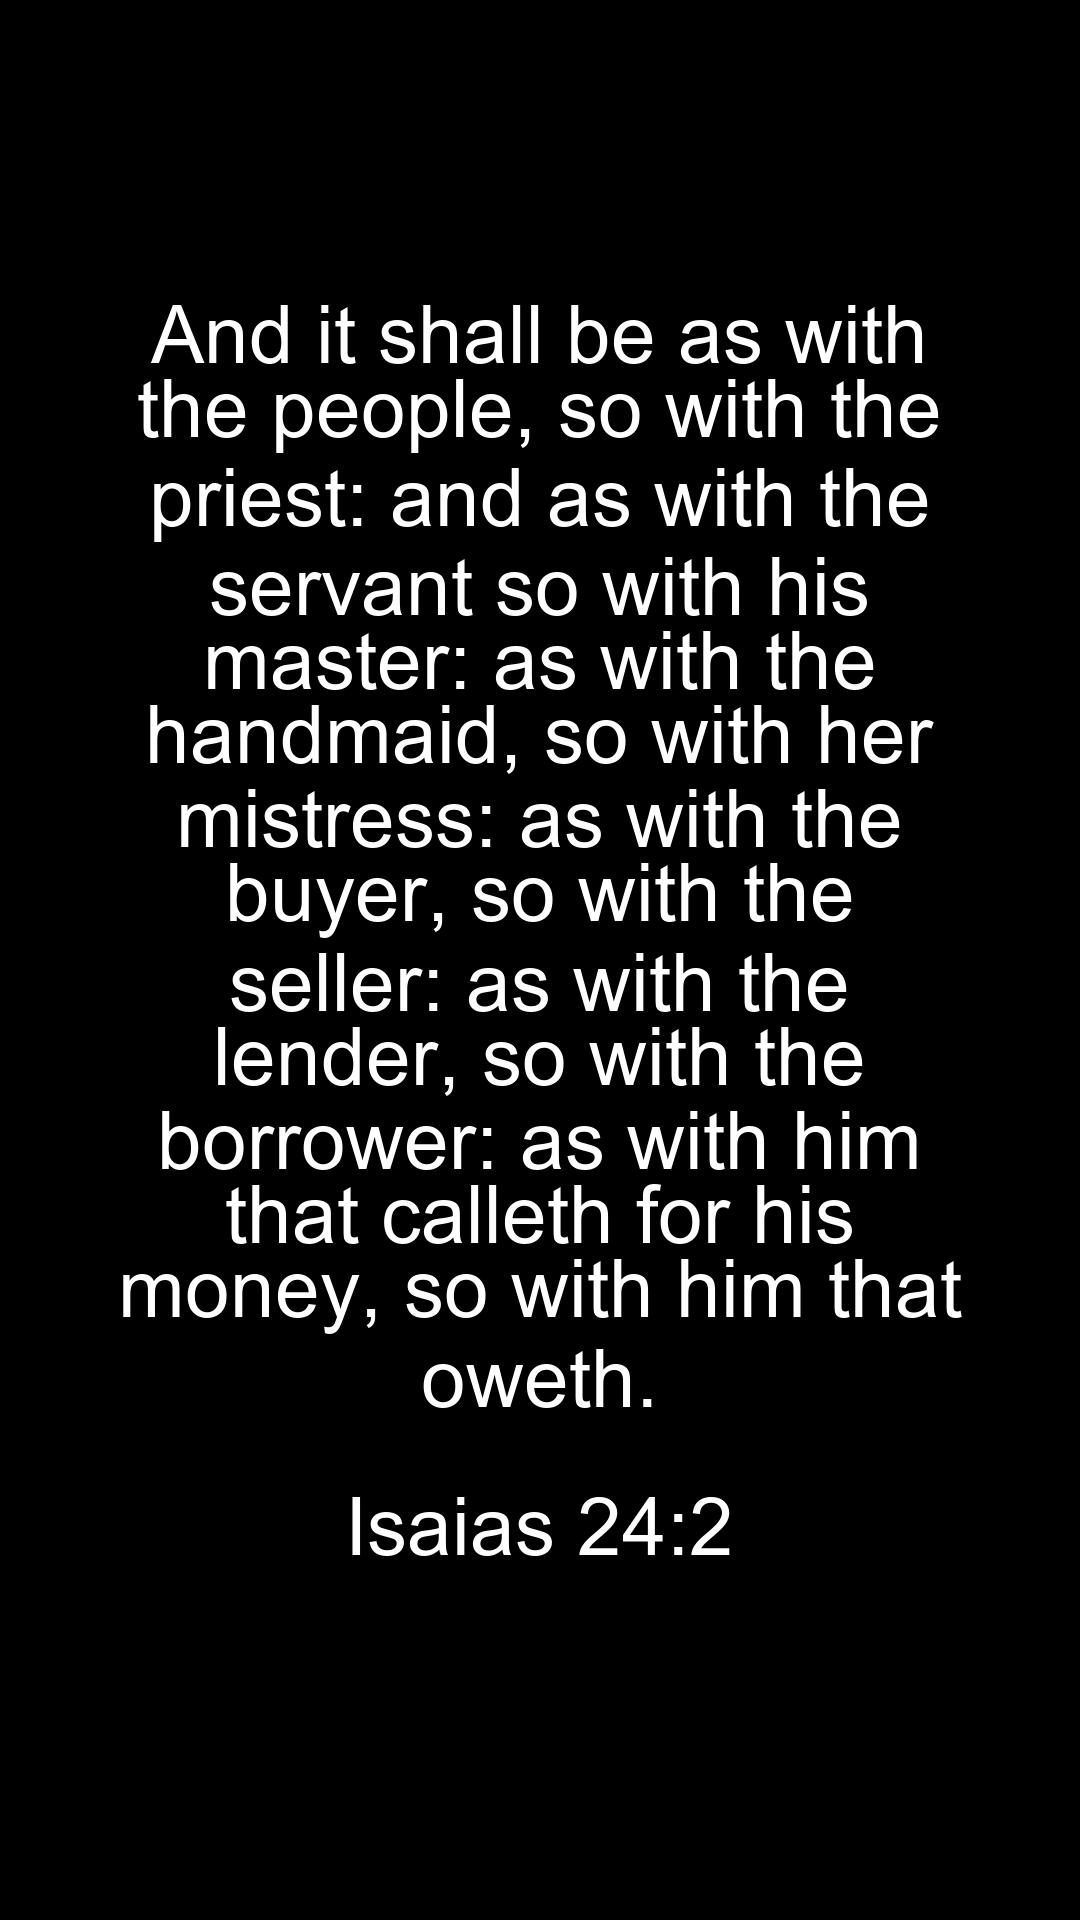 And it shall be as with
the people, so with the
priest: and as with the
servant so with his
master: as with the
handmaid, so with her
mistress: as with the
buyer, so with the
seller: as with the
lender, so with the
borrower: as with him
that calleth for his
money, so with him that
oweth.
Isaias 24:2